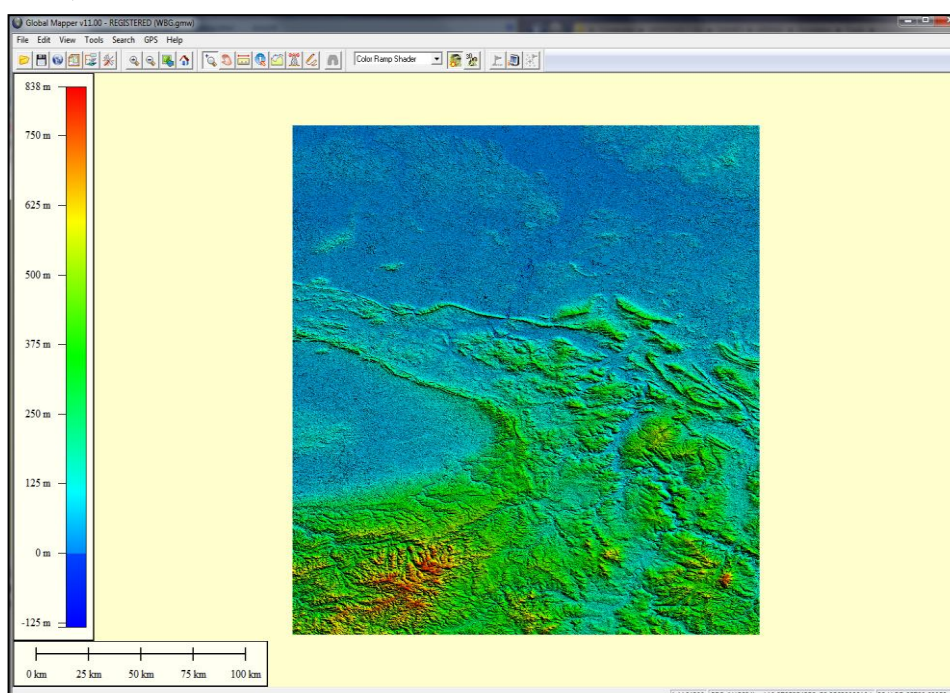 Global Mapper v11.00 - REGISTERED (WBG.gmw)
File Edit View Tools Search GPS Help
Color Ramp Shader
838 m
750 m
625 m
500 m
375 m
250 m
125 m
0 m
-125 m
0 km 25 km 50 km 75 km 100 km